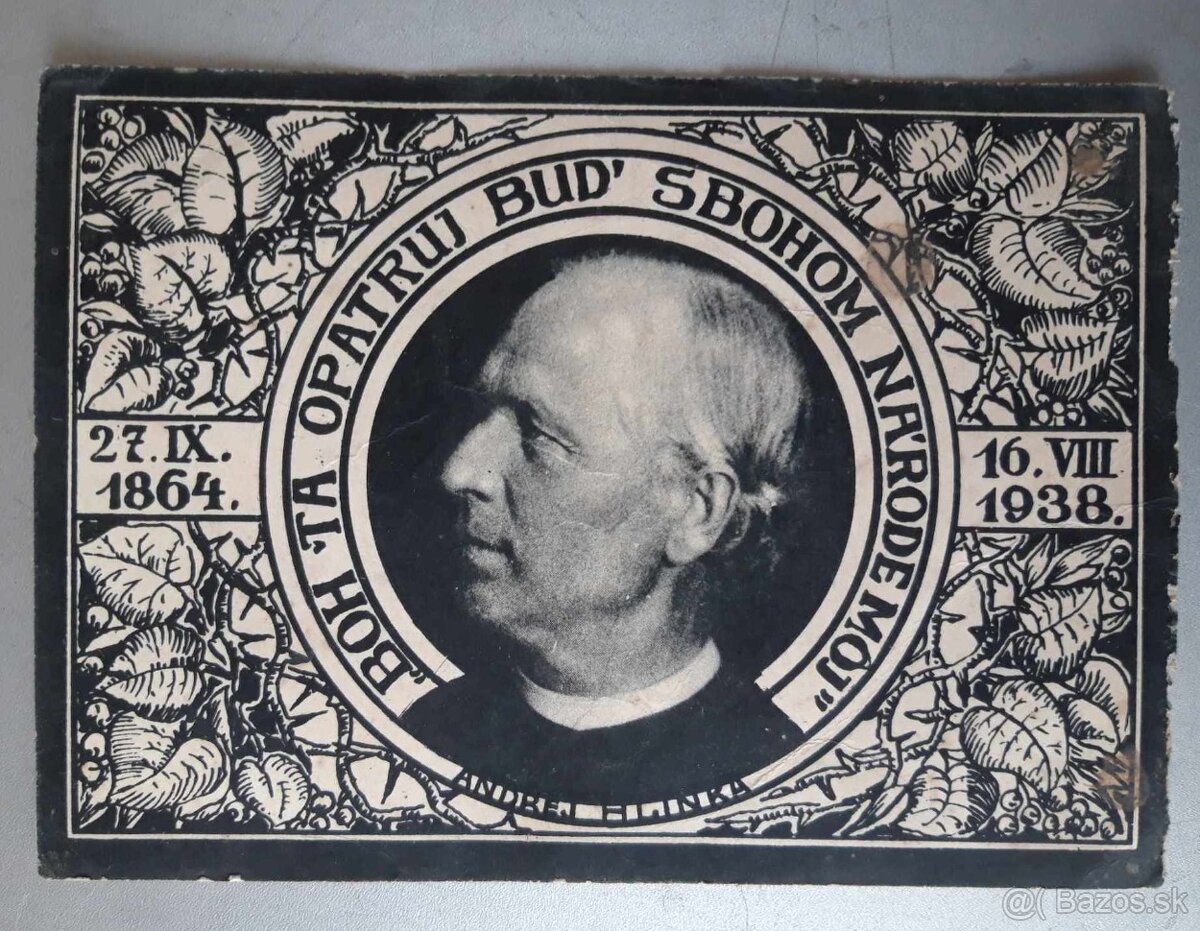 „BOH ŤA OPATRUJ BUĎ SBOHOM NÁRODE MÔJ“
27. IX.
1864.
16. VIII
1938.
ANDREJ HLINKA
@( Bazos.sk